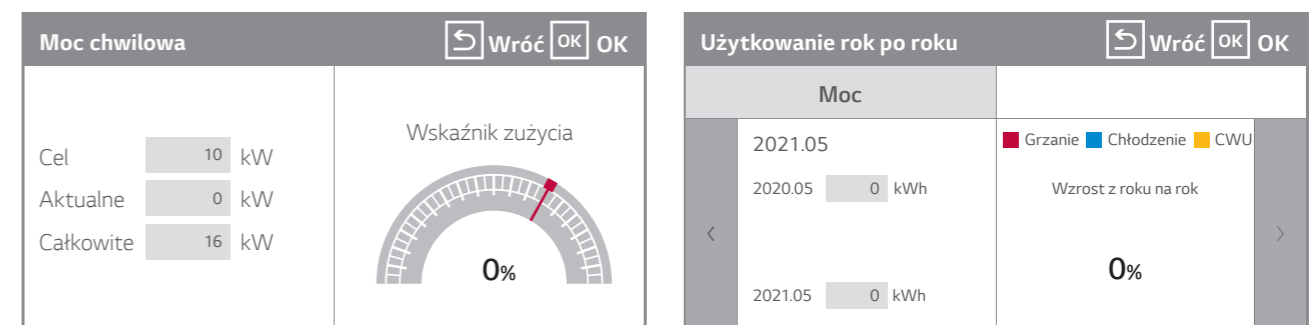 Moc chwilowa Wróć OK OK
Wskaźnik zużycia
Cel 10 kW
Aktualne 0 kW
Całkowite 16 kW
0%
Użytkowanie rok po roku Wróć OK OK
Moc
2021.05
Grzanie Chłodzenie CWU
2020.05 0 kWh
Wzrost z roku na rok
0%
2021.05 0 kWh